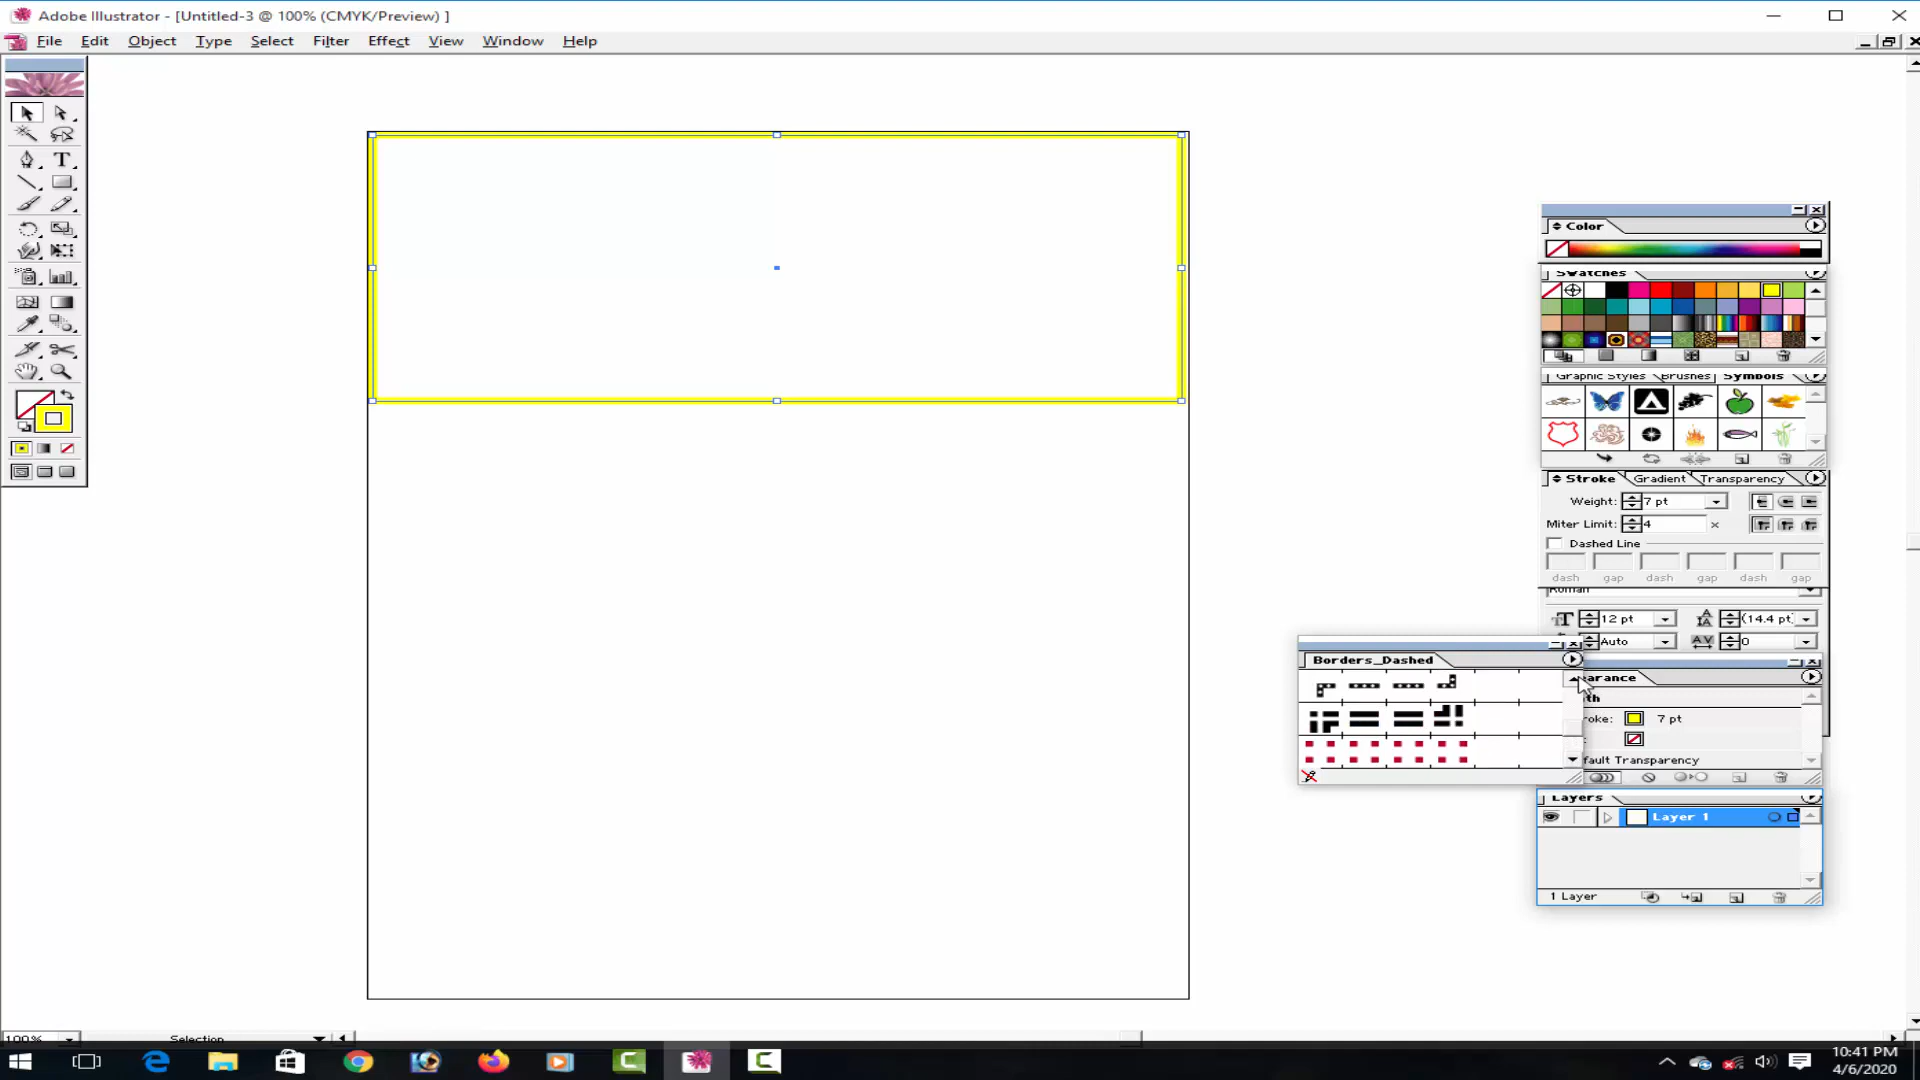 Adobe Illustrator - [Untitled-3 @ 100% (CMYK/Preview) ]
File Edit Object Type Select Filter Effect View Window Help
Color
Swatches
Graphic Styles Brushes Symbols
Stroke Gradient Transparency
Weight: 7 pt
Miter Limit: 4 x
Dashed Line
dash gap dash gap dash gap
Roman
12 pt (14.4 pt)
Auto 0
Borders_Dashed
earance
th
roke: 7 pt
fault Transparency
Layers
Layer 1
1 Layer
100% Selection
10:41 PM
4/6/2020